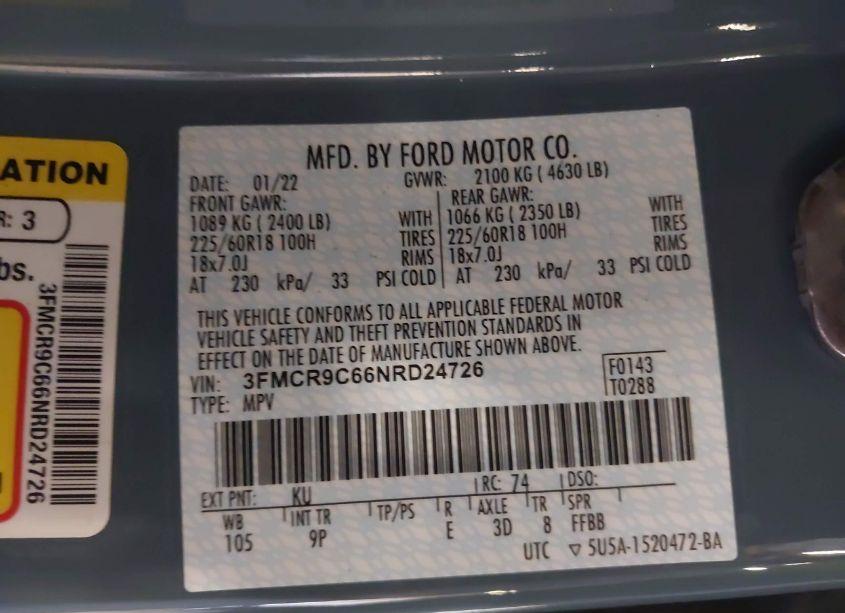 ATION
R: 3
bs.
3FMCR9C66NRD24726
MFD. BY FORD MOTOR CO.
DATE: 01/22 GVWR: 2100 KG ( 4630 LB)
FRONT GAWR: REAR GAWR:
1089 KG ( 2400 LB) WITH 1066 KG ( 2350 LB) WITH
225/60R18 100H TIRES 225/60R18 100H TIRES
18x7.0J RIMS 18x7.0J RIMS
AT 230 kPa/ 33 PSI COLD AT 230 kPa/ 33 PSI COLD
THIS VEHICLE CONFORMS TO ALL APPLICABLE FEDERAL MOTOR
VEHICLE SAFETY AND THEFT PREVENTION STANDARDS IN
EFFECT ON THE DATE OF MANUFACTURE SHOWN ABOVE.
VIN: 3FMCR9C66NRD24726 F0143
TYPE: MPV T0288
EXT PNT: KU RC: 74 DSO:
WB INT TR TP/PS R AXLE TR SPR
105 9P E 3D 8 FFBB
UTC ▽ 5U5A-1520472-BA